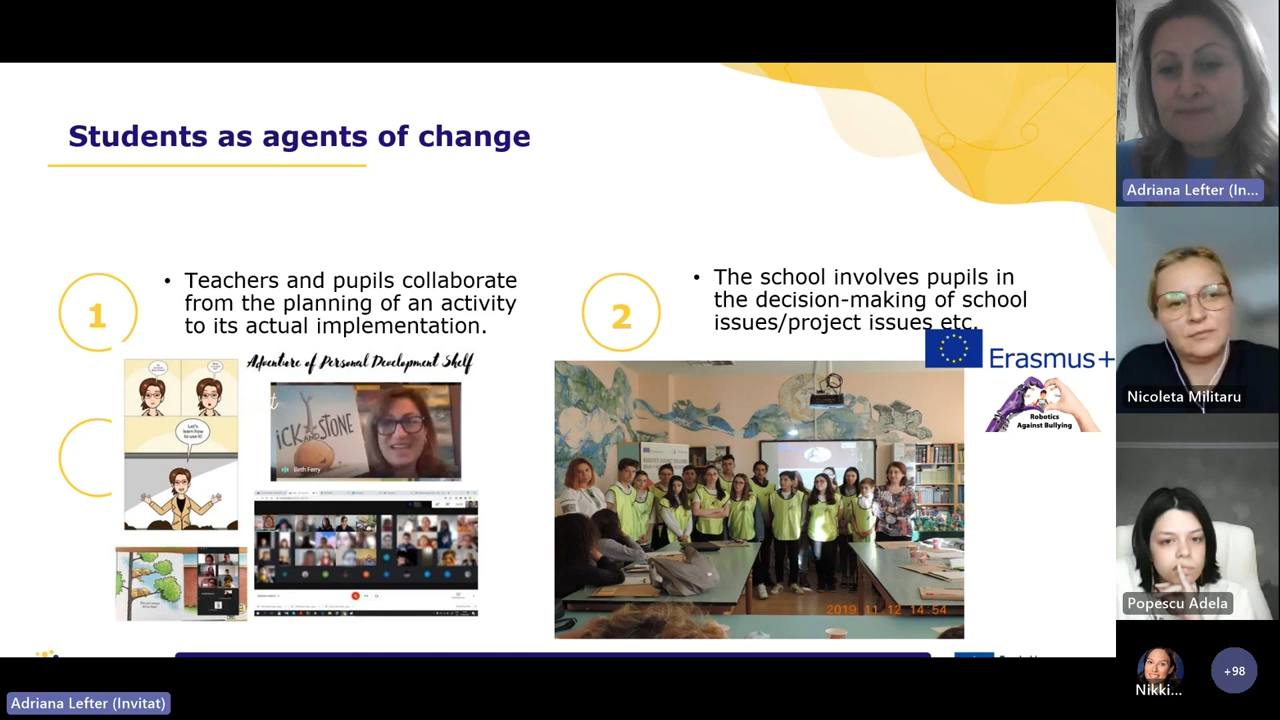 Students as agents of change
1
• Teachers and pupils collaborate
from the planning of an activity
to its actual implementation.
2
• The school involves pupils in
the decision-making of school
issues/project issues etc.
Erasmus+
Robotics
Against Bullying
Adventure of Personal Development Shelf
Let's
learn how
to use it!
ICK AND STONE
Beth Ferry
2019 11 12 14:54
Adriana Lefter (In...
Nicoleta Militaru
Popescu Adela
Nikki...
+98
Adriana Lefter (Invitat)